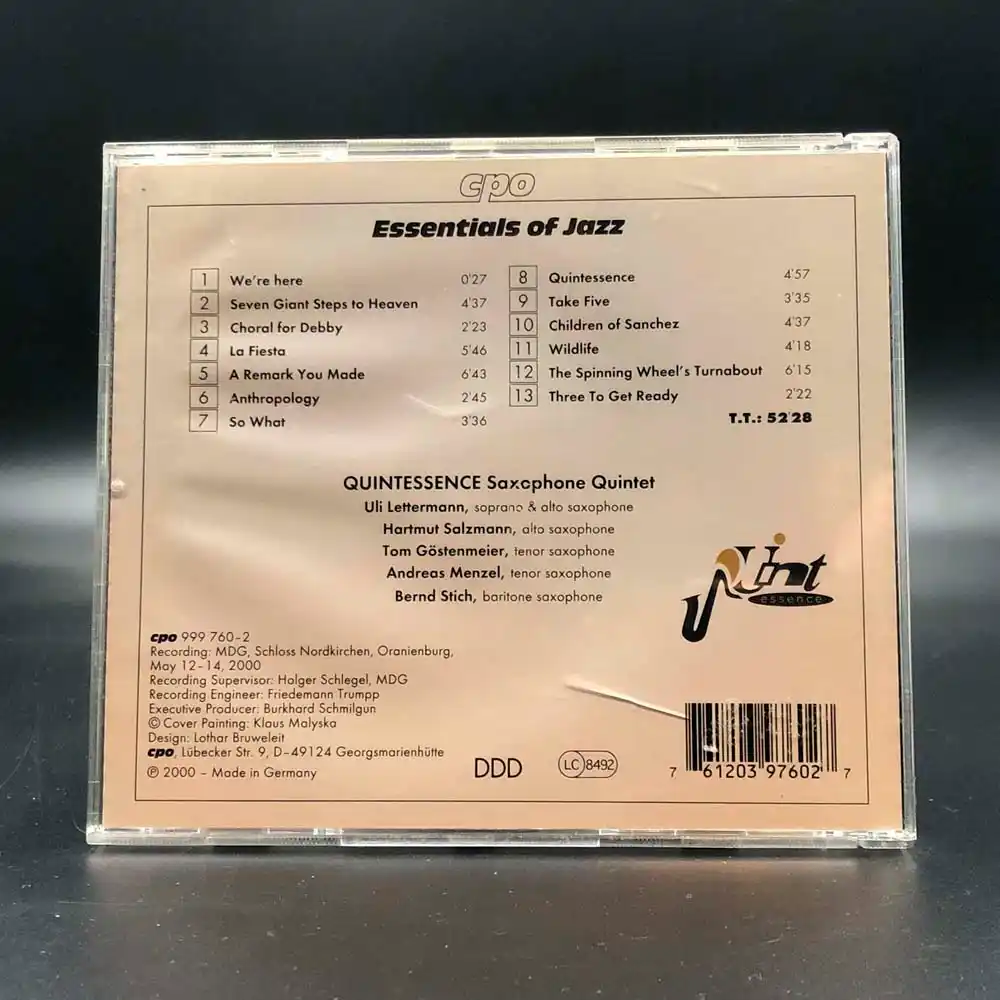 cpo
Essentials of Jazz
1 We're here 0'27
2 Seven Giant Steps to Heaven 4'37
3 Choral for Debby 2'23
4 La Fiesta 5'46
5 A Remark You Made 6'43
6 Anthropology 2'45
7 So What 3'36
8 Quintessence 4'57
9 Take Five 3'35
10 Children of Sanchez 4'37
11 Wildlife 4'18
12 The Spinning Wheel's Turnabout 6'15
13 Three To Get Ready 2'22
T.T.: 52'28
QUINTESSENCE Saxophone Quintet
Uli Lettermann, soprano & alto saxophone
Hartmut Salzmann, alto saxophone
Tom Göstenmeier, tenor saxophone
Andreas Menzel, tenor saxophone
Bernd Stich, baritone saxophone
Quint
essence
cpo 999 760-2
Recording: MDG, Schloss Nordkirchen, Oranienburg,
May 12-14, 2000
Recording Supervisor: Holger Schlegel, MDG
Recording Engineer: Friedemann Trumpp
Executive Producer: Burkhard Schmilgun
© Cover Painting: Klaus Malyska
Design: Lothar Bruweleit
cpo, Lübecker Str. 9, D-49124 Georgsmarienhütte
℗ 2000 – Made in Germany
DDD
LC 8492
7 61203 97602 7